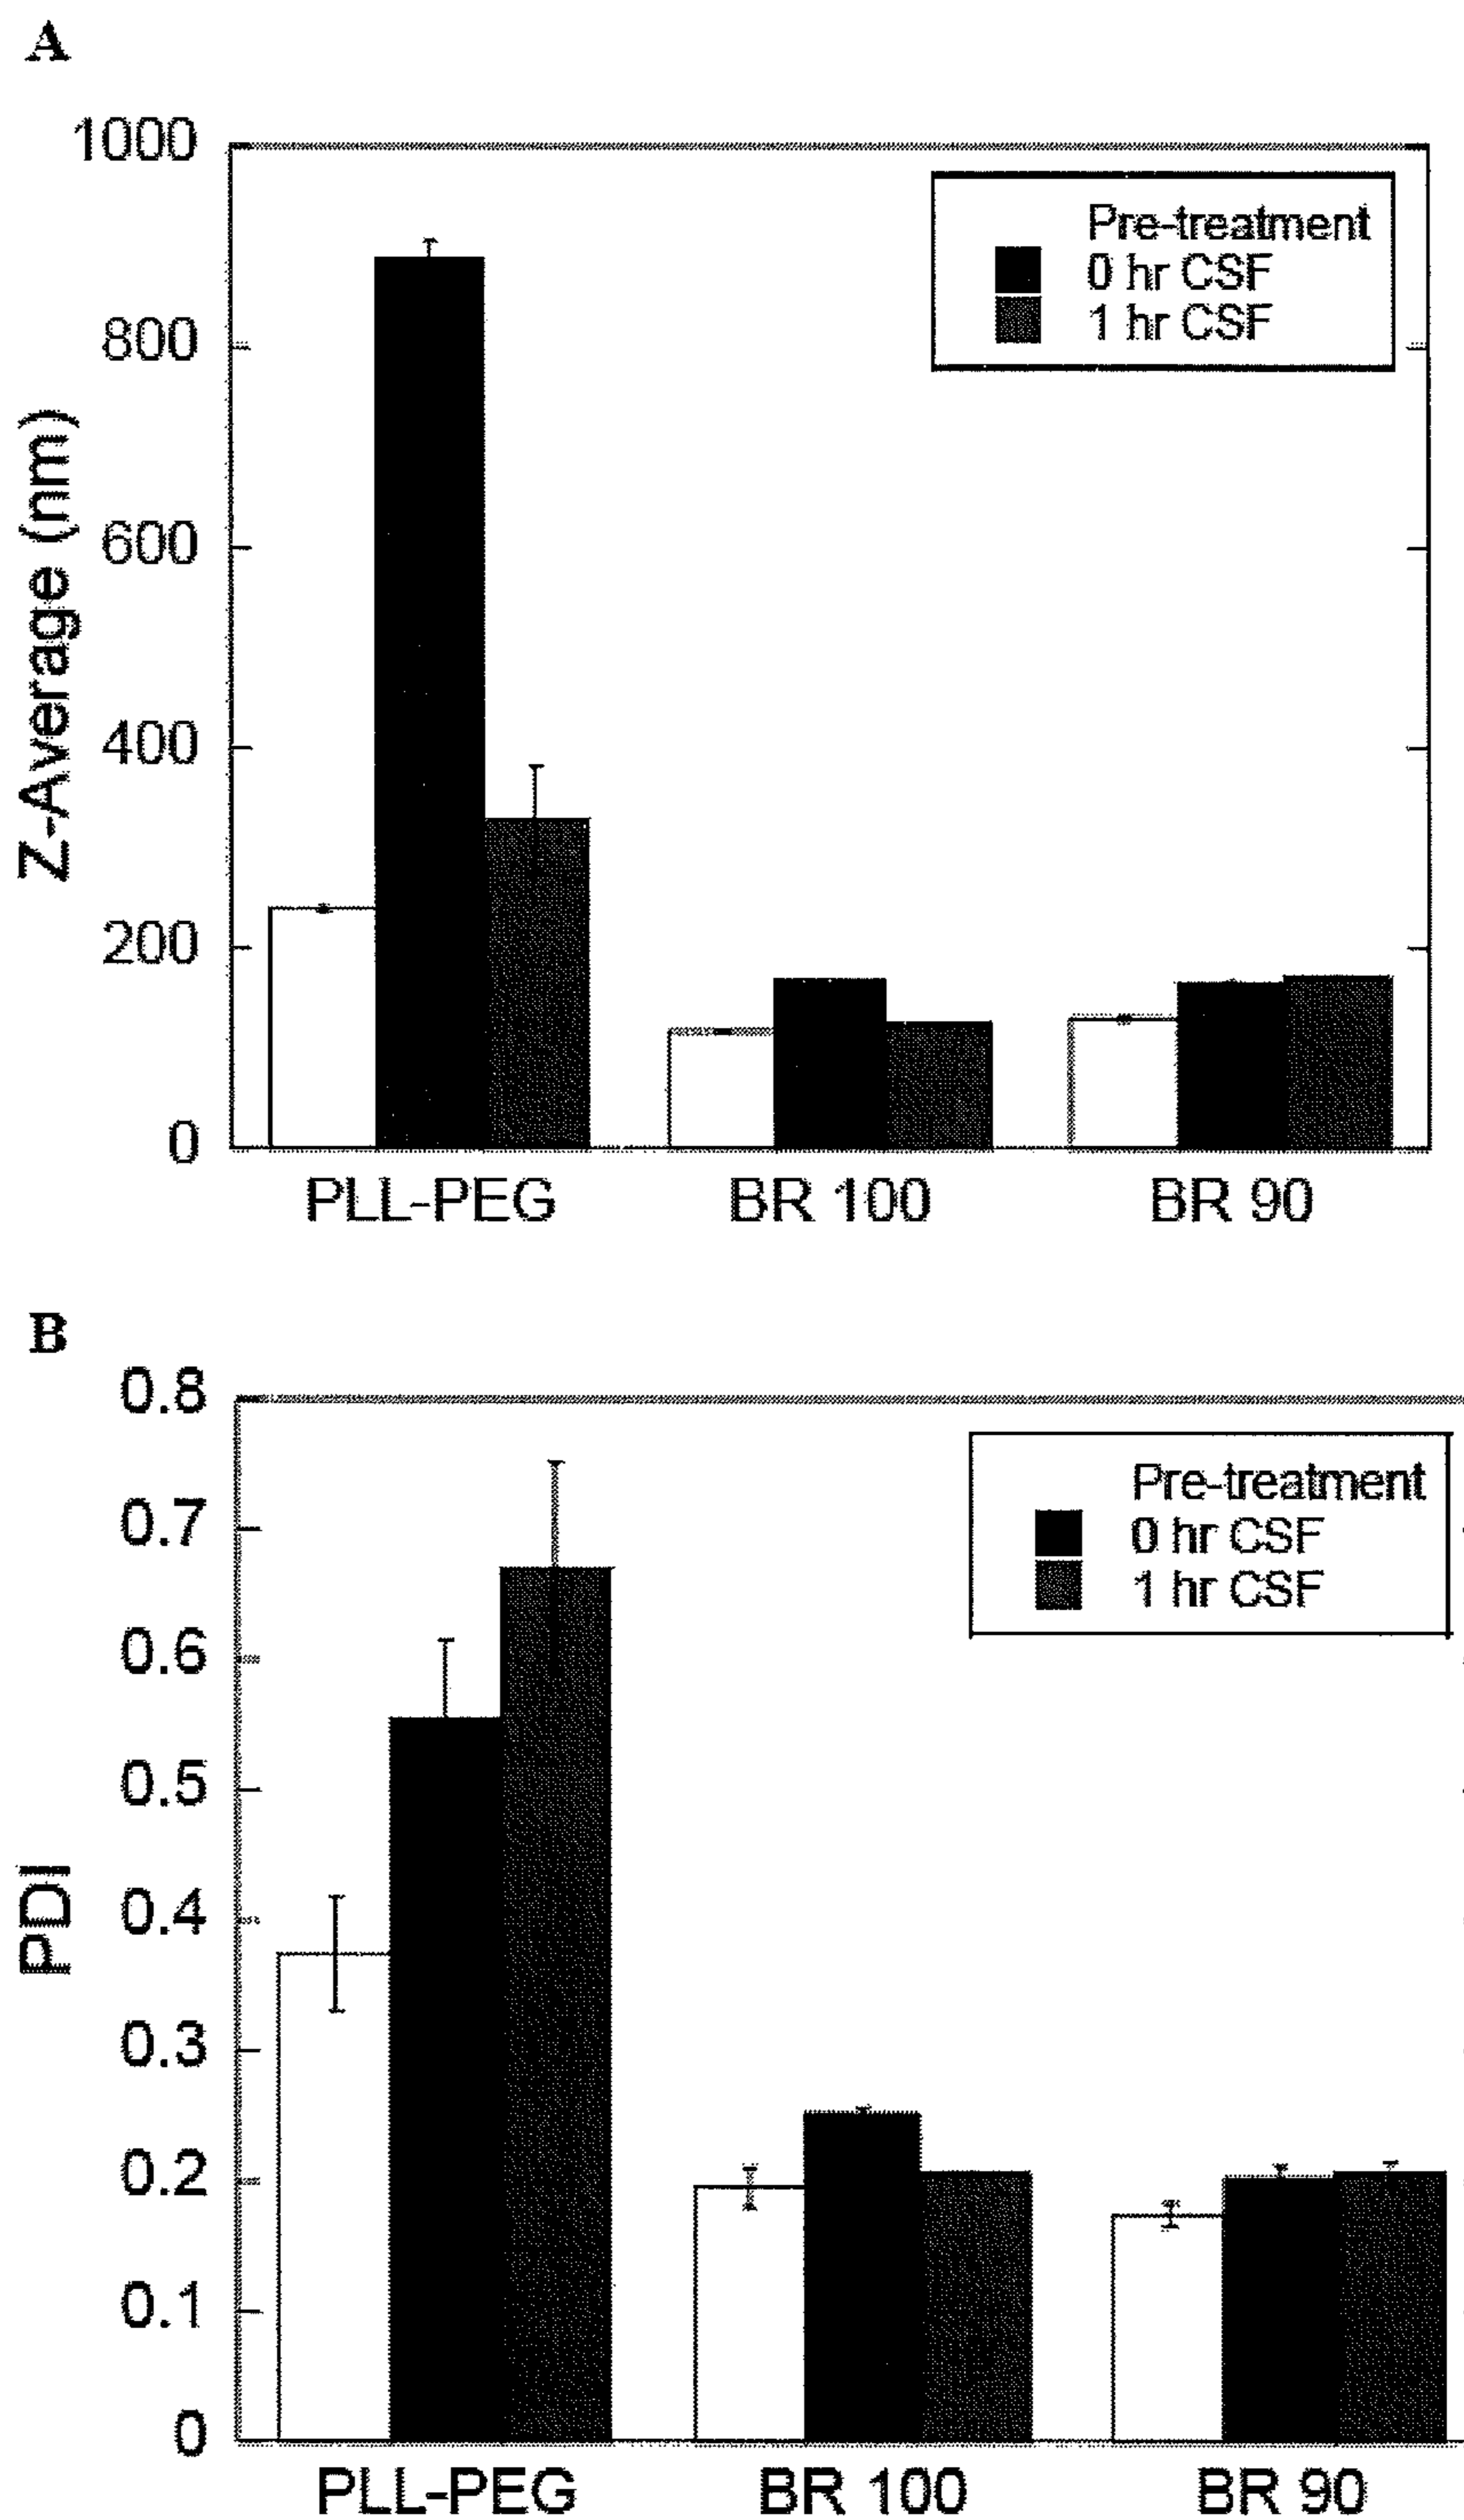 A
1000
800
600
400
200
0
Z-Average (nm)
Pre-treatment
0 hr CSF
1 hr CSF
PLL-PEG
BR 100
BR 90
B
0.8
0.7
0.6
0.5
0.4
0.3
0.2
0.1
0
PDI
Pre-treatment
0 hr CSF
1 hr CSF
PLL-PEG
BR 100
BR 90